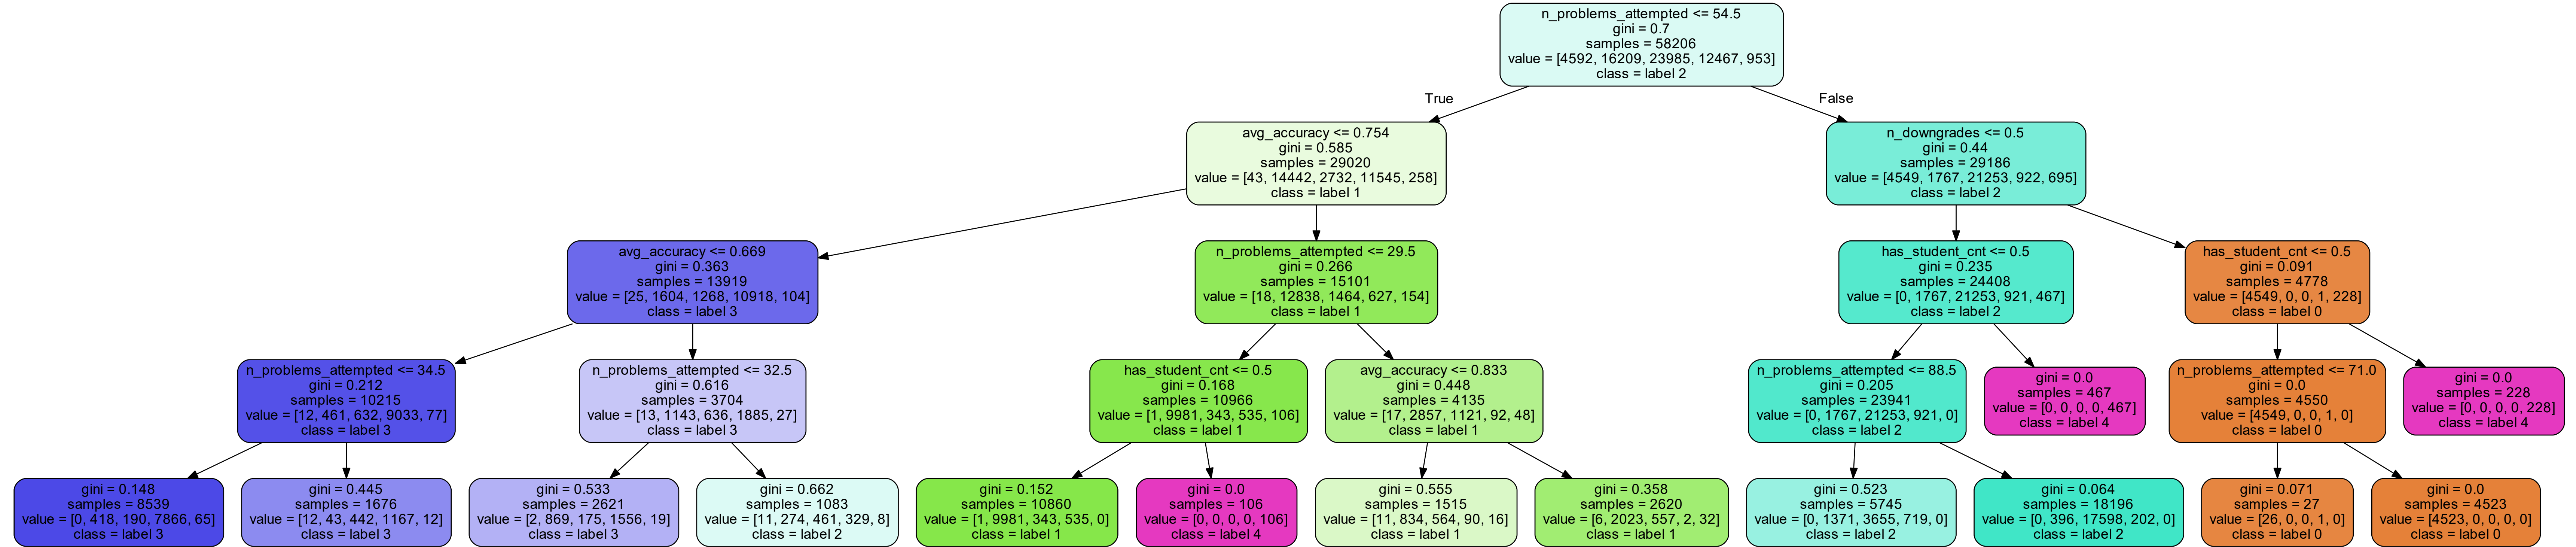 n_problems_attempted <= 54.5
gini = 0.7
samples = 58206
value = [4592, 16209, 23985, 12467, 953]
class = label 2
True
False
avg_accuracy <= 0.754
gini = 0.585
samples = 29020
value = [43, 14442, 2732, 11545, 258]
class = label 1
n_downgrades <= 0.5
gini = 0.44
samples = 29186
value = [4549, 1767, 21253, 922, 695]
class = label 2
avg_accuracy <= 0.669
gini = 0.363
samples = 13919
value = [25, 1604, 1268, 10918, 104]
class = label 3
n_problems_attempted <= 29.5
gini = 0.266
samples = 15101
value = [18, 12838, 1464, 627, 154]
class = label 1
has_student_cnt <= 0.5
gini = 0.235
samples = 24408
value = [0, 1767, 21253, 921, 467]
class = label 2
has_student_cnt <= 0.5
gini = 0.091
samples = 4778
value = [4549, 0, 0, 1, 228]
class = label 0
n_problems_attempted <= 34.5
gini = 0.212
samples = 10215
value = [12, 461, 632, 9033, 77]
class = label 3
n_problems_attempted <= 32.5
gini = 0.616
samples = 3704
value = [13, 1143, 636, 1885, 27]
class = label 3
has_student_cnt <= 0.5
gini = 0.168
samples = 10966
value = [1, 9981, 343, 535, 106]
class = label 1
avg_accuracy <= 0.833
gini = 0.448
samples = 4135
value = [17, 2857, 1121, 92, 48]
class = label 1
n_problems_attempted <= 88.5
gini = 0.205
samples = 23941
value = [0, 1767, 21253, 921, 0]
class = label 2
gini = 0.0
samples = 467
value = [0, 0, 0, 0, 467]
class = label 4
n_problems_attempted <= 71.0
gini = 0.0
samples = 4550
value = [4549, 0, 0, 1, 0]
class = label 0
gini = 0.0
samples = 228
value = [0, 0, 0, 0, 228]
class = label 4
gini = 0.148
samples = 8539
value = [0, 418, 190, 7866, 65]
class = label 3
gini = 0.445
samples = 1676
value = [12, 43, 442, 1167, 12]
class = label 3
gini = 0.533
samples = 2621
value = [2, 869, 175, 1556, 19]
class = label 3
gini = 0.662
samples = 1083
value = [11, 274, 461, 329, 8]
class = label 2
gini = 0.152
samples = 10860
value = [1, 9981, 343, 535, 0]
class = label 1
gini = 0.0
samples = 106
value = [0, 0, 0, 0, 106]
class = label 4
gini = 0.555
samples = 1515
value = [11, 834, 564, 90, 16]
class = label 1
gini = 0.358
samples = 2620
value = [6, 2023, 557, 2, 32]
class = label 1
gini = 0.523
samples = 5745
value = [0, 1371, 3655, 719, 0]
class = label 2
gini = 0.064
samples = 18196
value = [0, 396, 17598, 202, 0]
class = label 2
gini = 0.071
samples = 27
value = [26, 0, 0, 1, 0]
class = label 0
gini = 0.0
samples = 4523
value = [4523, 0, 0, 0, 0]
class = label 0